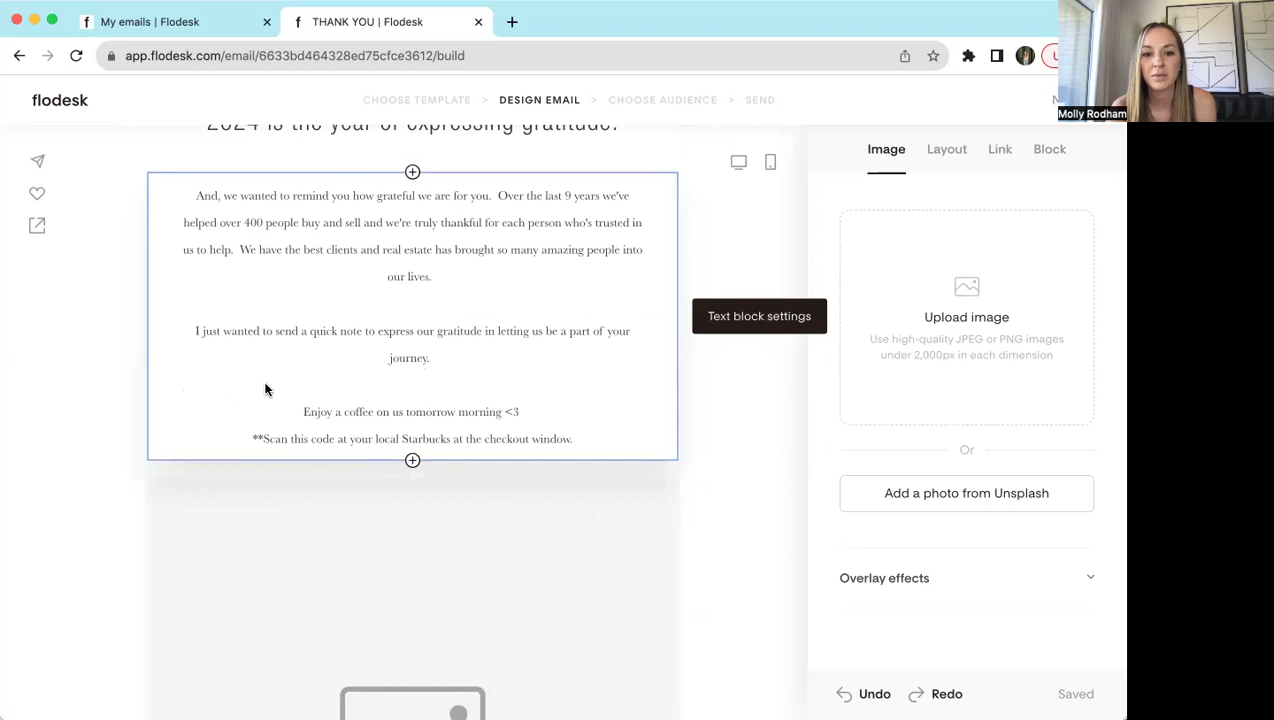 My emails | Flodesk
THANK YOU | Flodesk
app.flodesk.com/email/6633bd464328ed75cfce3612/build
Molly Rodham
flodesk
CHOOSE TEMPLATE > DESIGN EMAIL > CHOOSE AUDIENCE > SEND
2024 is the year of expressing gratitude!
Image Layout Link Block
And, we wanted to remind you how grateful we are for you. Over the last 9 years we've
helped over 400 people buy and sell and we're truly thankful for each person who's trusted in
us to help. We have the best clients and real estate has brought so many amazing people into
our lives.
I just wanted to send a quick note to express our gratitude in letting us be a part of your
journey.
Enjoy a coffee on us tomorrow morning <3
**Scan this code at your local Starbucks at the checkout window.
Text block settings
Upload image
Use high-quality JPEG or PNG images
under 2,000px in each dimension
Or
Add a photo from Unsplash
Overlay effects
Undo Redo Saved